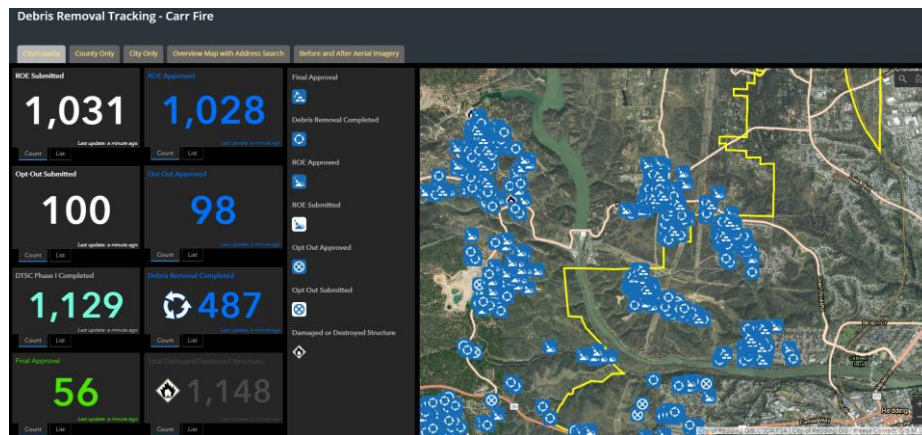 Debris Removal Tracking - Carr Fire
City/County
County Only
City Only
Overview Map with Address Search
Before and After Aerial Imagery
ROE Submitted
1,031
Last update: a minute ago
Count
List
ROE Approved
1,028
Last update: a minute ago
Count
List
Opt-Out Submitted
100
Last update: a minute ago
Count
List
Out Out Approved
98
Last update: a minute ago
Count
List
DTSC Phase I Completed
1,129
Last update: a minute ago
Count
List
Debris Removal Completed
487
Last update: a minute ago
Count
List
Final Approval
56
Last update: a minute ago
Count
List
Total Damaged/Destroyed Structures
1,148
Last update: a minute ago
Count
List
Final Approval
Debris Removal Completed
ROE Approved
ROE Submitted
Opt Out Approved
Opt Out Submitted
Damaged or Destroyed Structure
Redding